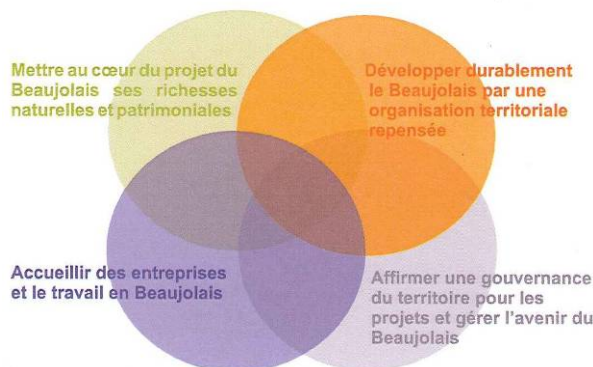 Mettre au cœur du projet du
Beaujolais ses richesses
naturelles et patrimoniales
Développer durablement
le Beaujolais par une
organisation territoriale
repensée
Accueillir des entreprises
et le travail en Beaujolais
Affirmer une gouvernance
du territoire pour les
projets et gérer l'avenir du
Beaujolais